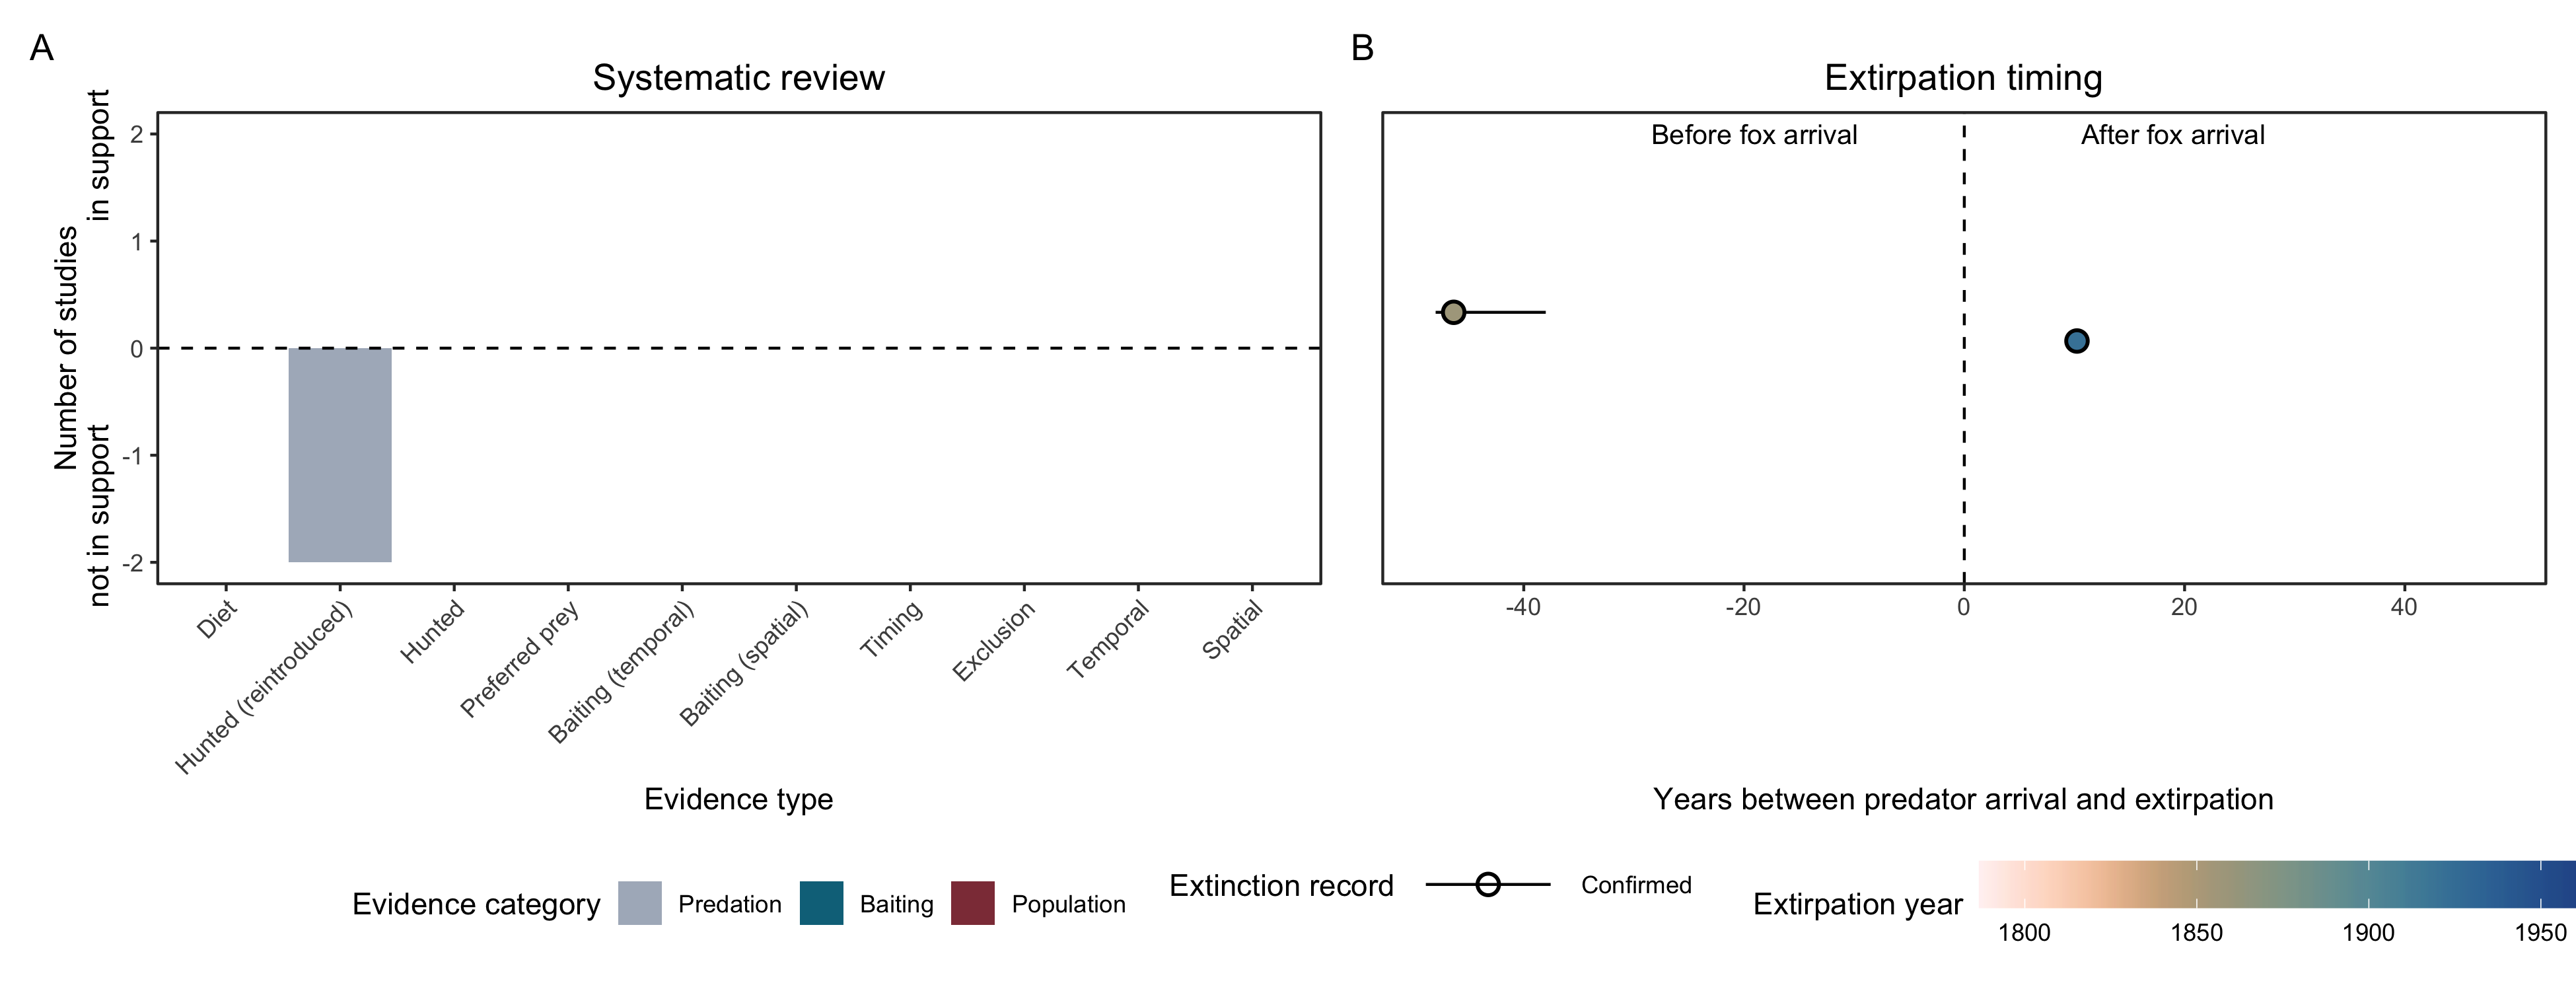 A
Systematic review
Number of studies
not in support
in support
2
1
0
-1
-2
Diet
Hunted (reintroduced)
Hunted
Preferred prey
Baiting (temporal)
Baiting (spatial)
Timing
Exclusion
Temporal
Spatial
Evidence type
B
Extirpation timing
Before fox arrival
After fox arrival
-40
-20
0
20
40
Years between predator arrival and extirpation
Evidence category
Predation
Baiting
Population
Extinction record
Confirmed
Extirpation year
1800
1850
1900
1950